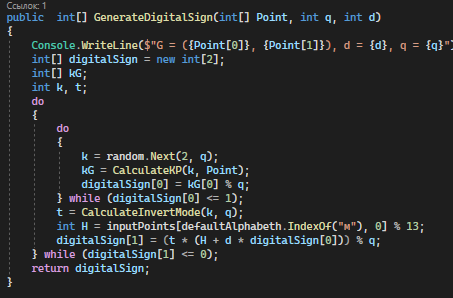 Ссылок: 1
public int[] GenerateDigitalSign(int[] Point, int q, int d)
{
Console.WriteLine($"G = ({Point[0]}, {Point[1]}), d = {d}, q = {q}"
int[] digitalSign = new int[2];
int[] kG;
int k, t;
do
{
do
{
k = random.Next(2, q);
kG = CalculateKP(k, Point);
digitalSign[0] = kG[0] % q;
} while (digitalSign[0] <= 1);
t = CalculateInvertMode(k, q);
int H = inputPoints[defaultAlphabeth.IndexOf("м"), 0] % 13;
digitalSign[1] = (t * (H + d * digitalSign[0])) % q;
} while (digitalSign[1] <= 0);
return digitalSign;
}